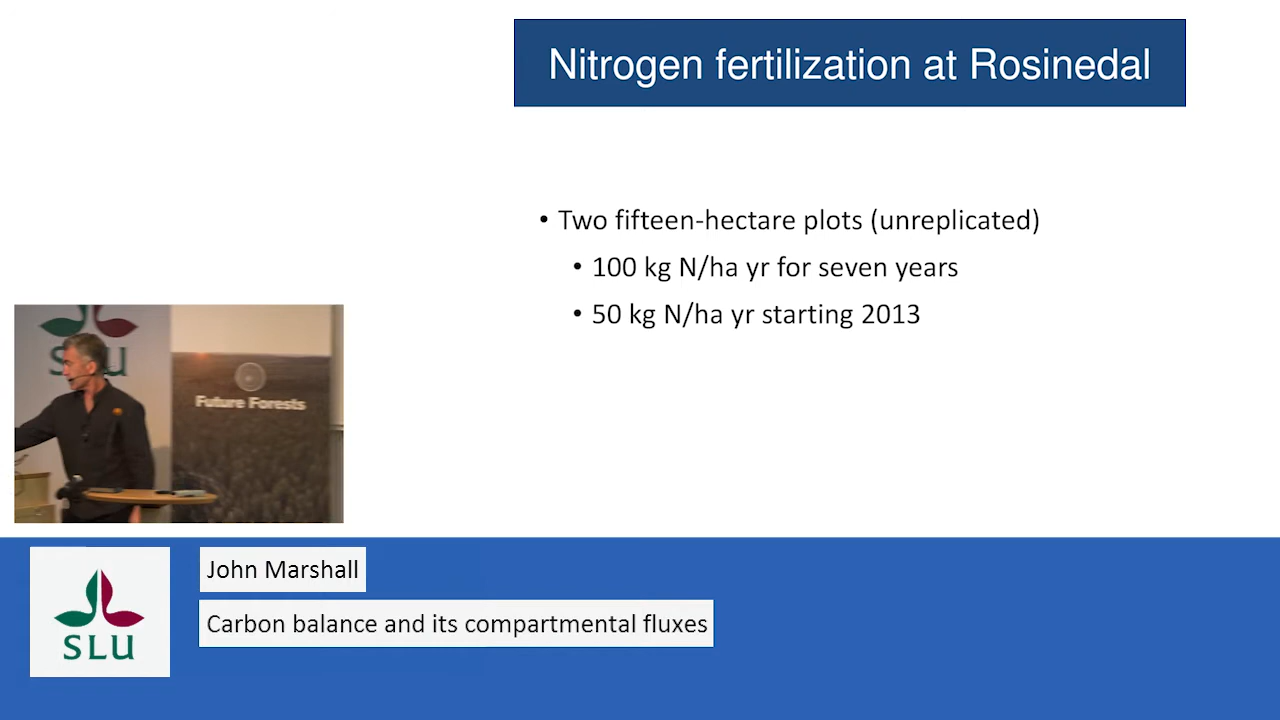 Nitrogen fertilization at Rosinedal
• Two fifteen-hectare plots (unreplicated)
• 100 kg N/ha yr for seven years
• 50 kg N/ha yr starting 2013
SLU
Future Forests
John Marshall
Carbon balance and its compartmental fluxes
SLU